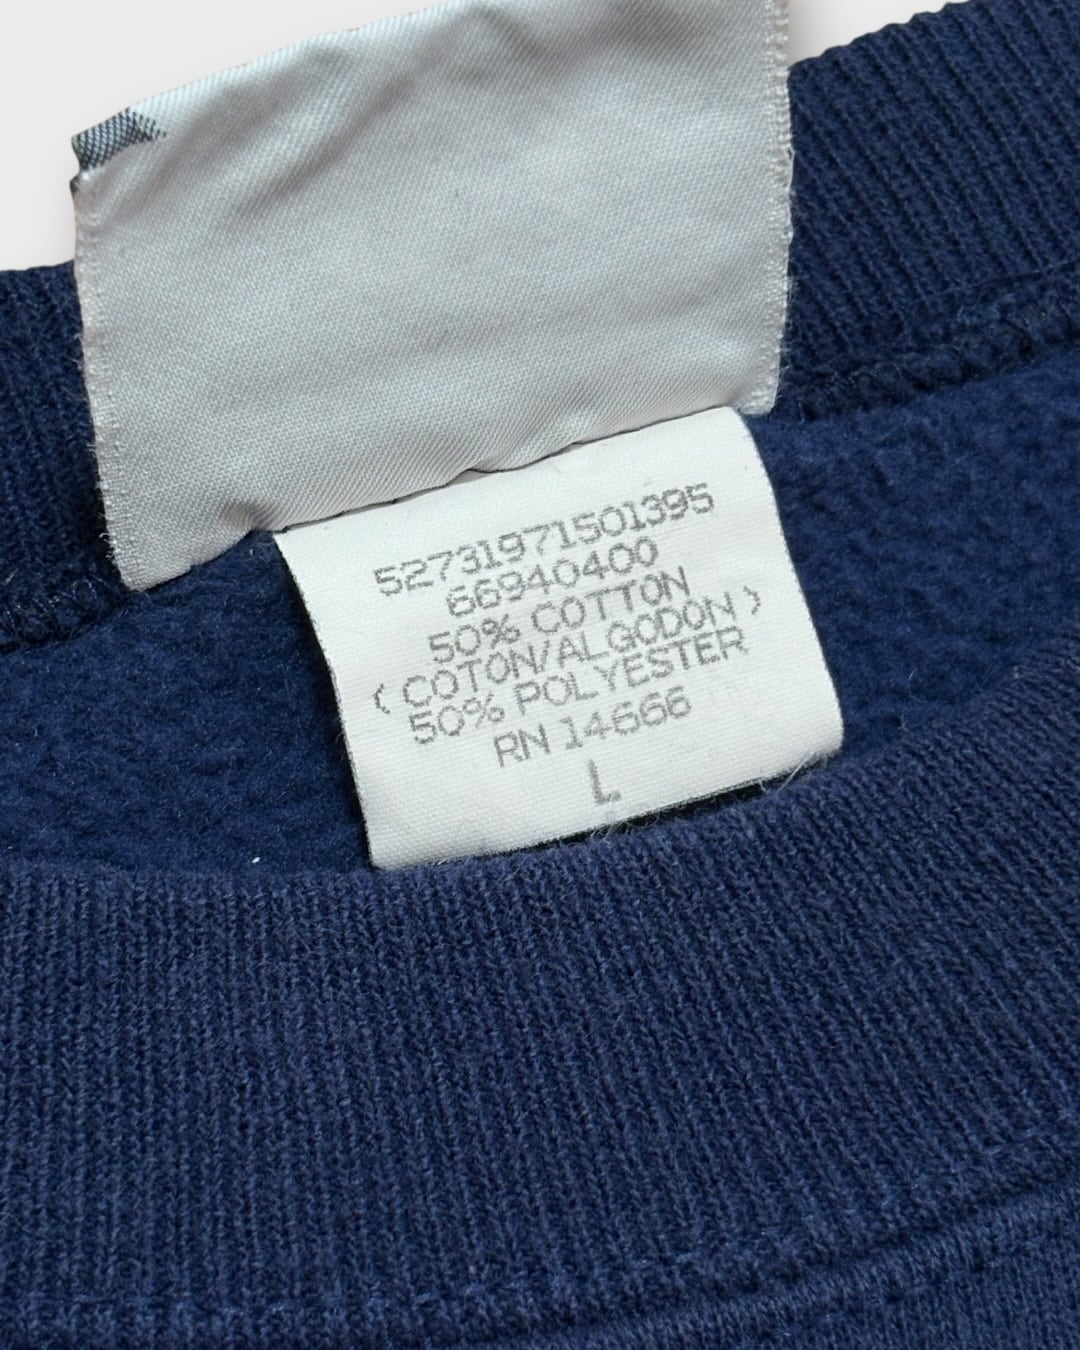 52731971501395
66940400
50% COTTON
(COTON/ALGODON)
50% POLYESTER
RN 14666
L